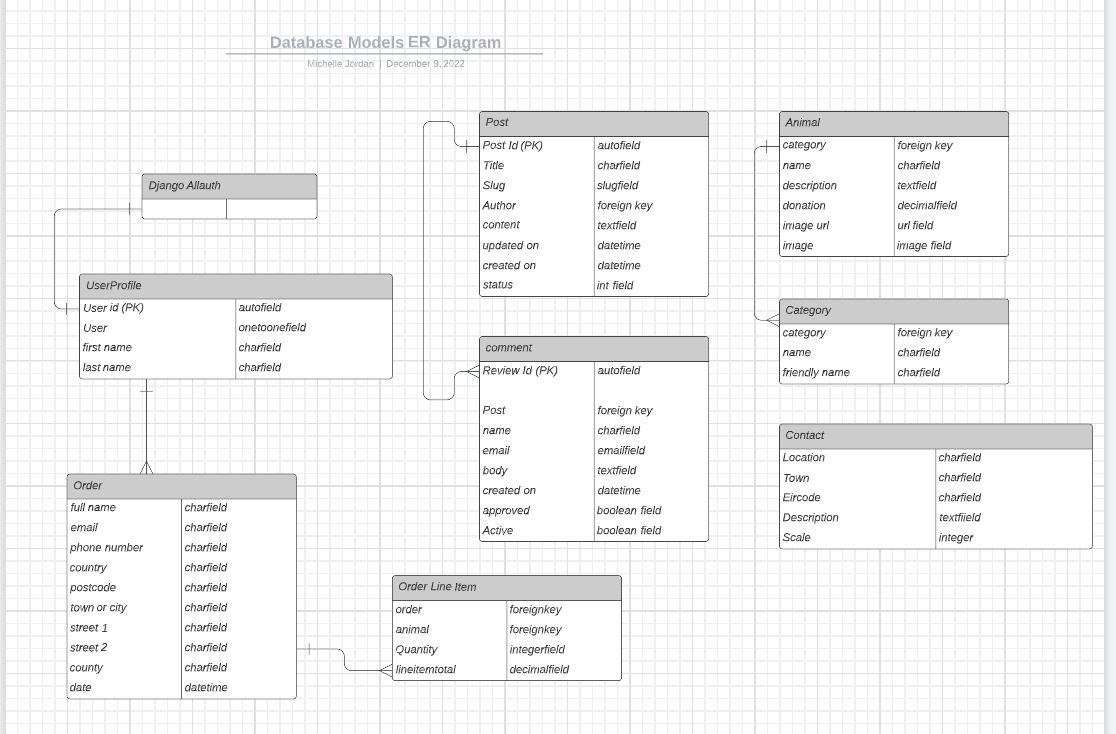 Database Models ER Diagram
Michelle Jordan | December 9, 2022
Django Allauth
UserProfile
User id (PK) autofield
User onetoonefield
first name charfield
last name charfield
Order
full name charfield
email charfield
phone number charfield
country charfield
postcode charfield
town or city charfield
street 1 charfield
street 2 charfield
county charfield
date datetime
Post
Post Id (PK) autofield
Title charfield
Slug slugfield
Author foreign key
content textfield
updated on datetime
created on datetime
status int field
comment
Review Id (PK) autofield
Post foreign key
name charfield
email emailfield
body textfield
created on datetime
approved boolean field
Active boolean field
Order Line Item
order foreignkey
animal foreignkey
Quantity integerfield
lineitemtotal decimalfield
Animal
category foreign key
name charfield
description textfield
donation decimalfield
image url url field
image image field
Category
category foreign key
name charfield
friendly name charfield
Contact
Location charfield
Town charfield
Eircode charfield
Description textfiield
Scale integer